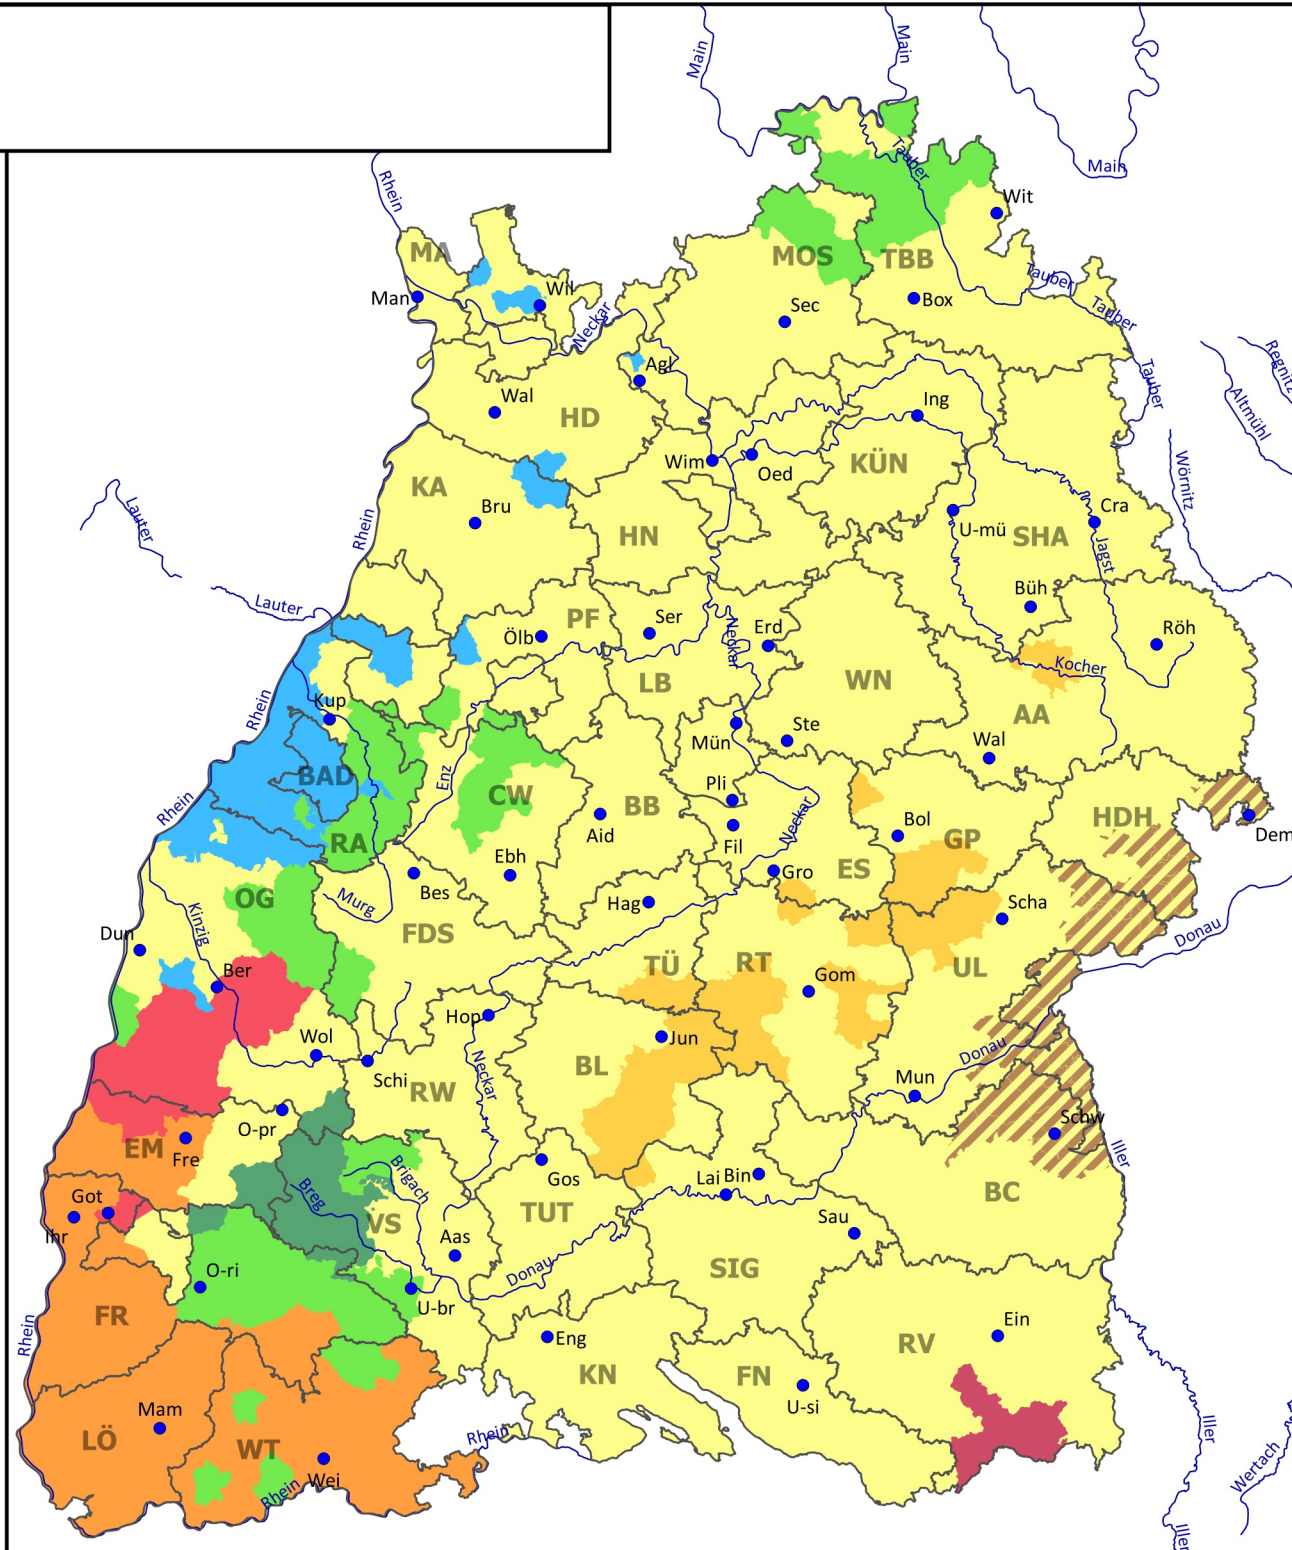 Main
Main
Main
Tauber
Rhein
Wit
MA
MOS
TBB
Tauber
Man
Wil
Box
Sec
Neckar
Tauber
Regnitz
Agl
Tauber
Altmühl
Wal
HD
Ing
Wim
Oed
KÜN
Wörnitz
KA
Bru
Lauter
Rhein
HN
U-mü
SHA
Cra
Jagst
Lauter
Büh
PF
Ser
Erd
Röh
Ölb
Neckar
Kocher
LB
WN
Rhein
Kup
AA
Mün
Ste
Wal
BAD
Enz
Pli
CW
BB
Rhein
Neckar
HDH
Aid
Fil
Bol
GP
Dem
RA
Ebh
ES
Gro
Bes
OG
Murg
Hag
Scha
Kinzig
FDS
Dun
Donau
Ber
TÜ
RT
Gom
UL
Hop
Wol
Jun
Donau
Schi
RW
Neckar
BL
Mun
O-pr
Schw
EM
Fre
Iller
Brigach
Gos
Lai
Bin
BC
Got
Breg
Ihr
VS
TUT
Sau
Aas
O-ri
Donau
SIG
U-br
FR
Rhein
Eng
Ein
RV
KN
FN
U-si
Mam
LÖ
WT
Rhein
Iller
Wei
Rhein
Wertach
Iller